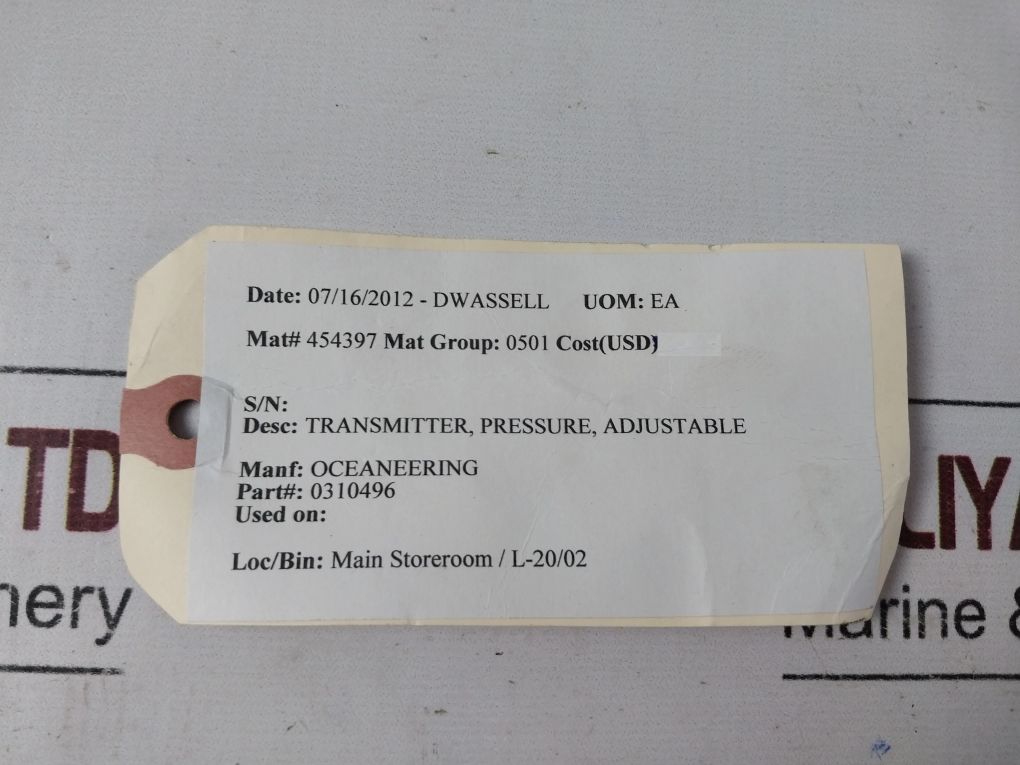 Date: 07/16/2012 - DWASSELL UOM: EA
Mat# 454397 Mat Group: 0501 Cost(USD)
S/N:
Desc: TRANSMITTER, PRESSURE, ADJUSTABLE
Manf: OCEANEERING
Part#: 0310496
Used on:
Loc/Bin: Main Storeroom / L-20/02
TD
nery
LIYA
Marine &